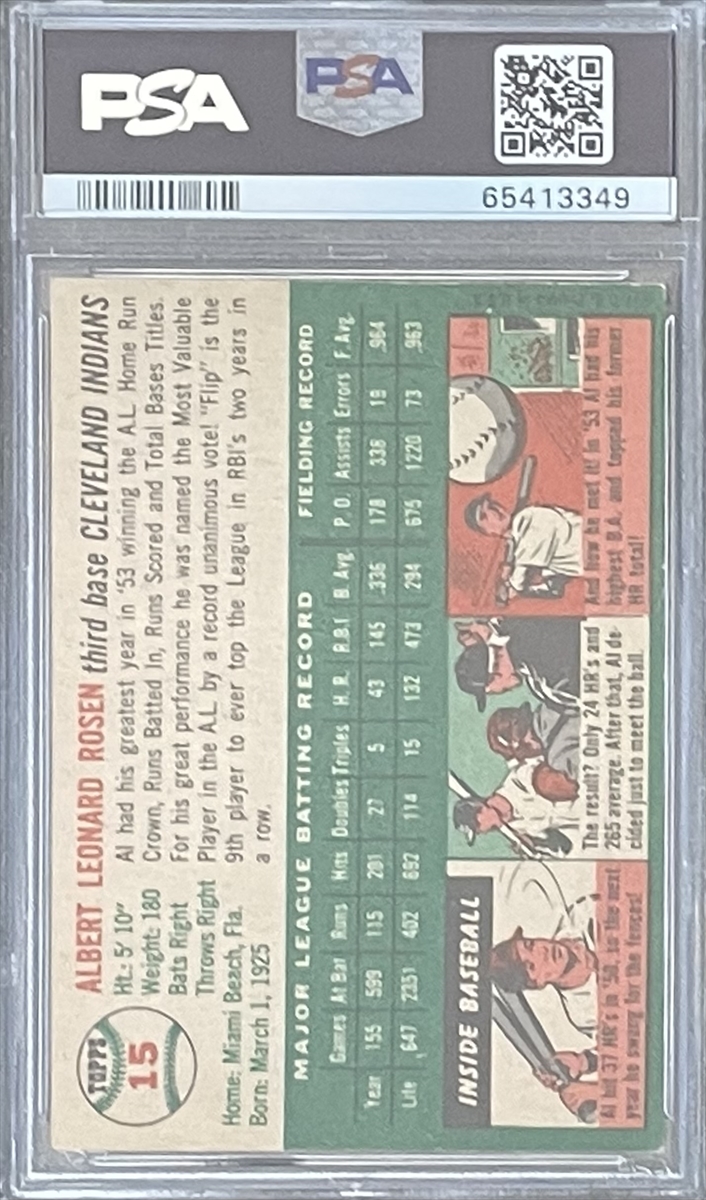 PSA
PSA
65413349
TOPPS
15
ALBERT LEONARD ROSEN third base CLEVELAND INDIANS
Ht.: 5' 10"
Weight: 180
Bats Right
Throws Right
Home: Miami Beach, Fla.
Born: March 1, 1925
Al had his greatest year in '53 winning the A.L. Home Run
Crown, Runs Batted In, Runs Scored and Total Bases Titles.
For his great performance he was named the Most Valuable
Player in the A.L. by a record unanimous vote! "Flip" is the
9th player to ever top the League in RBI's two years in
a row.
MAJOR LEAGUE BATTING RECORD FIELDING RECORD
Games At Bat Runs Hits Doubles Triples H. R. R.B.I. B. Avg. P. O. Assists Errors F. Avg.
Year 155 599 115 201 27 5 43 145 .336 178 338 19 .964
Life 647 2351 402 692 114 15 132 473 .294 675 1220 73 .963
INSIDE BASEBALL
Al hit 37 HR's in '50, so the next
year he swung for the fences!
The result? Only 24 HR's and
.265 average. After that, Al de-
cided just to meet the ball.
And how he met it! In '53 Al had his
highest B.A. and topped his former
HR total!